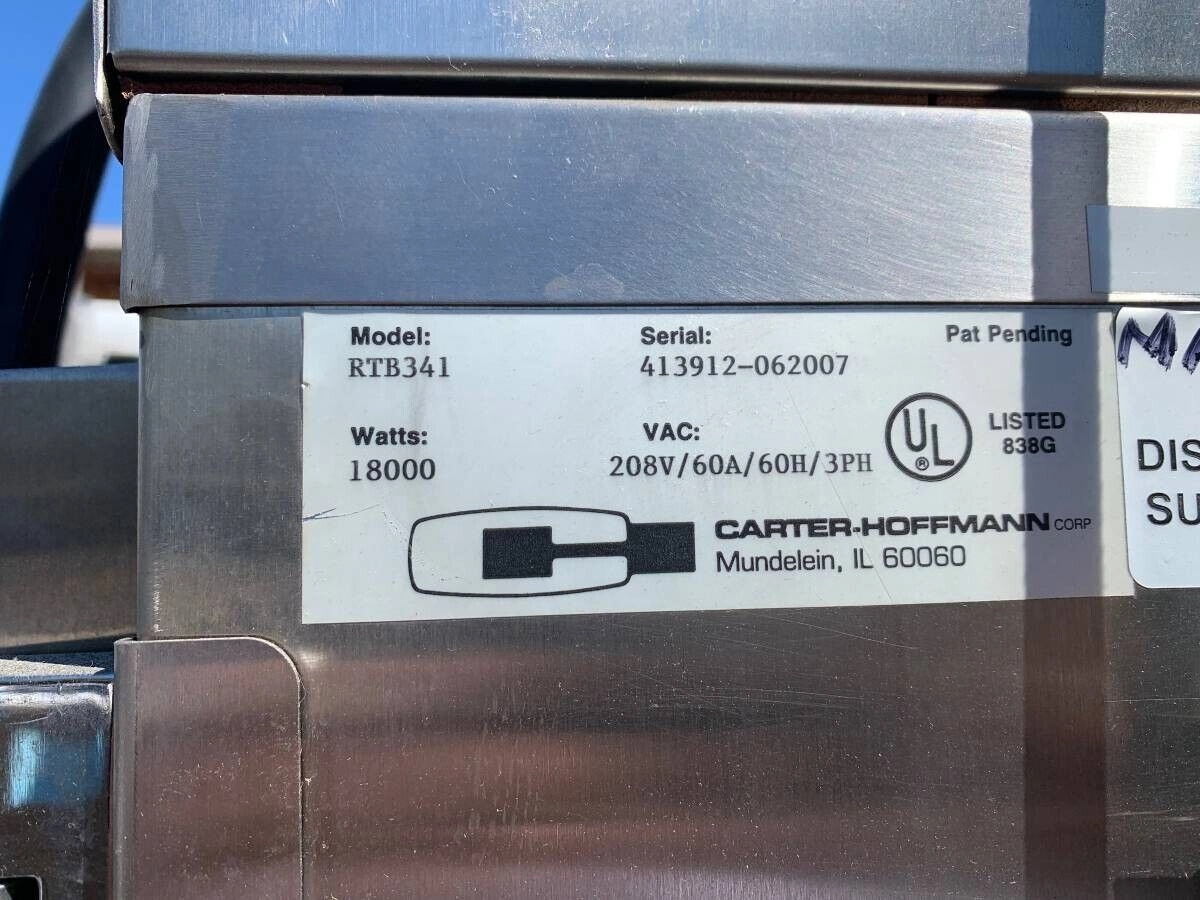 Model:
RTB341
Serial:
413912-062007
Pat Pending
Watts:
18000
VAC:
208V/60A/60H/3PH
UL
®
LISTED
838G
CARTER-HOFFMANN CORP
Mundelein, IL 60060
DIS
SU